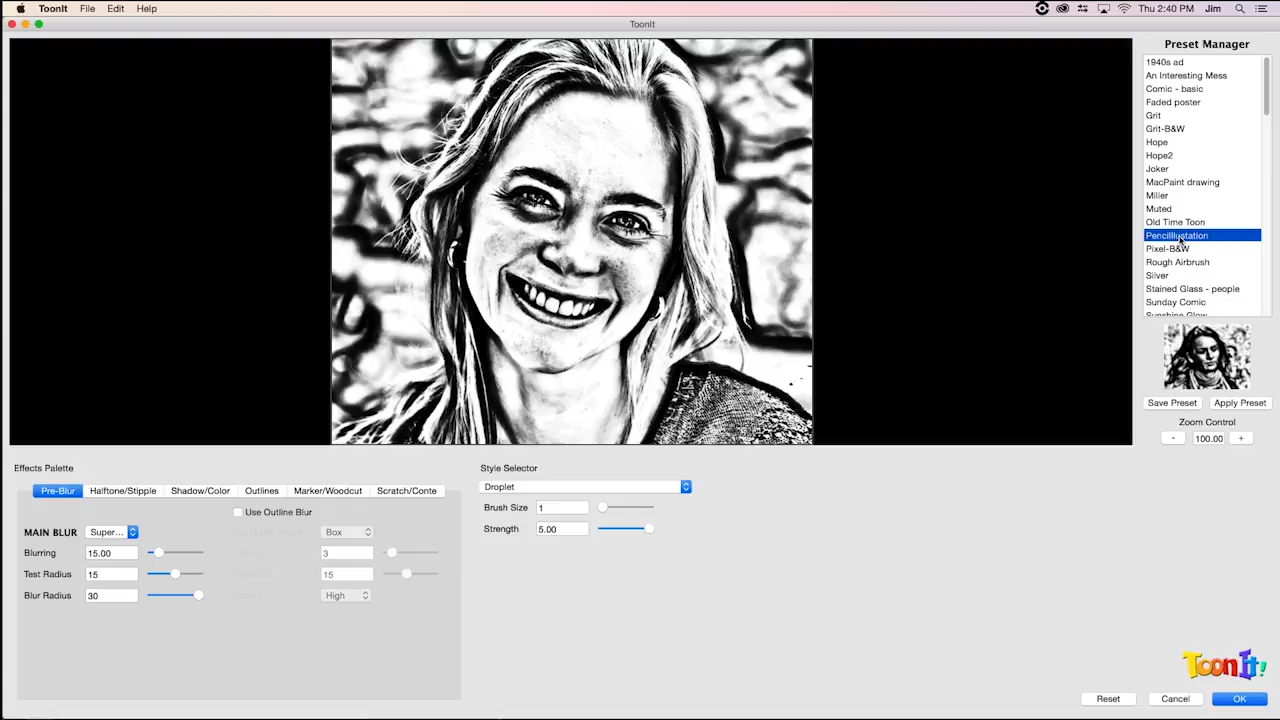 ToonIt File Edit Help Thu 2:40 PM Jim
ToonIt
Preset Manager
1940s ad
An Interesting Mess
Comic - basic
Faded poster
Grit
Grit-B&W
Hope
Hope2
Joker
MacPaint drawing
Miller
Muted
Old Time Toon
PencilIlustation
Pixel-B&W
Rough Airbrush
Silver
Stained Glass - people
Sunday Comic
Sunshine Glow
Save Preset Apply Preset
Zoom Control
- 100.00 +
Effects Palette
Pre-Blur Halftone/Stipple Shadow/Color Outlines Marker/Woodcut Scratch/Conte
Use Outline Blur
MAIN BLUR Super... Box
Blurring 15.00 3
Test Radius 15 15
Blur Radius 30 High
Style Selector
Droplet
Brush Size 1
Strength 5.00
ToonIt!
Reset Cancel OK